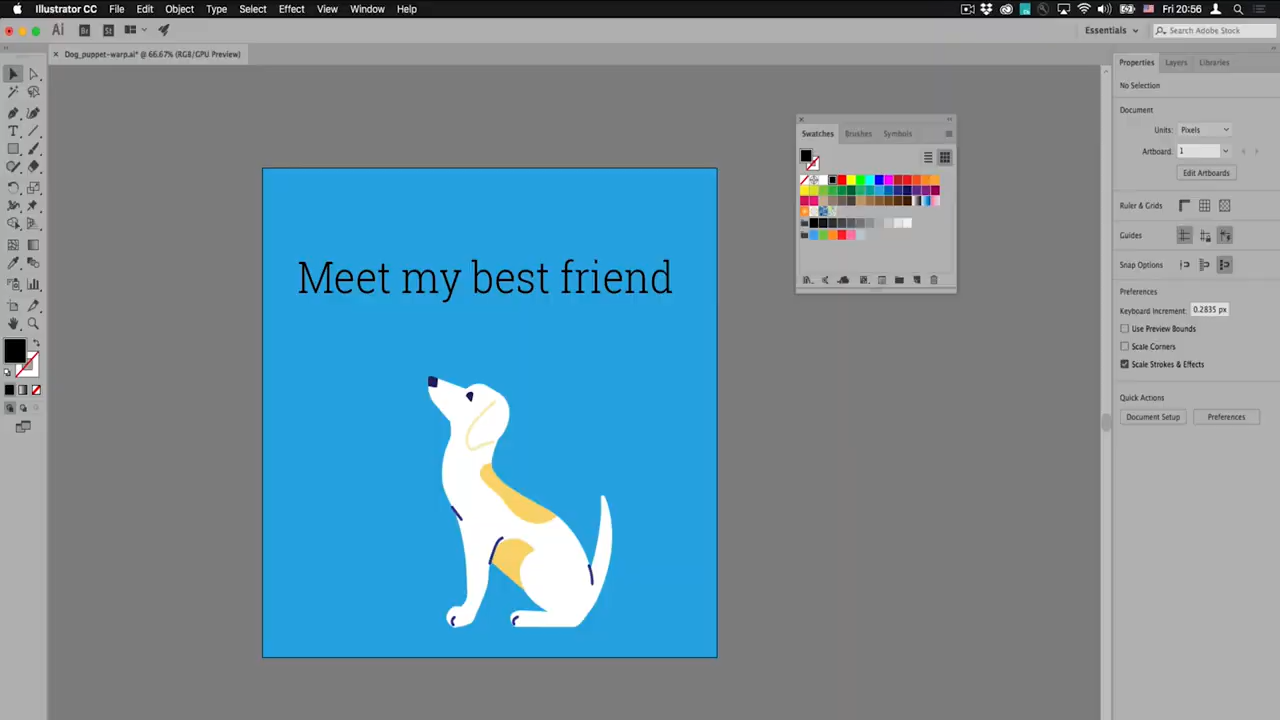 Illustrator CC File Edit Object Type Select Effect View Window Help
Fri 20:56
Ai Br St
Essentials
Search Adobe Stock
Dog_puppet-warp.ai* @ 66.67% (RGB/GPU Preview)
Properties Layers Libraries
No Selection
Document
Units: Pixels
Artboard: 1
Edit Artboards
Ruler & Grids
Guides
Snap Options
Preferences
Keyboard Increment: 0.2835 px
Use Preview Bounds
Scale Corners
Scale Strokes & Effects
Quick Actions
Document Setup Preferences
Swatches Brushes Symbols
Meet my best friend